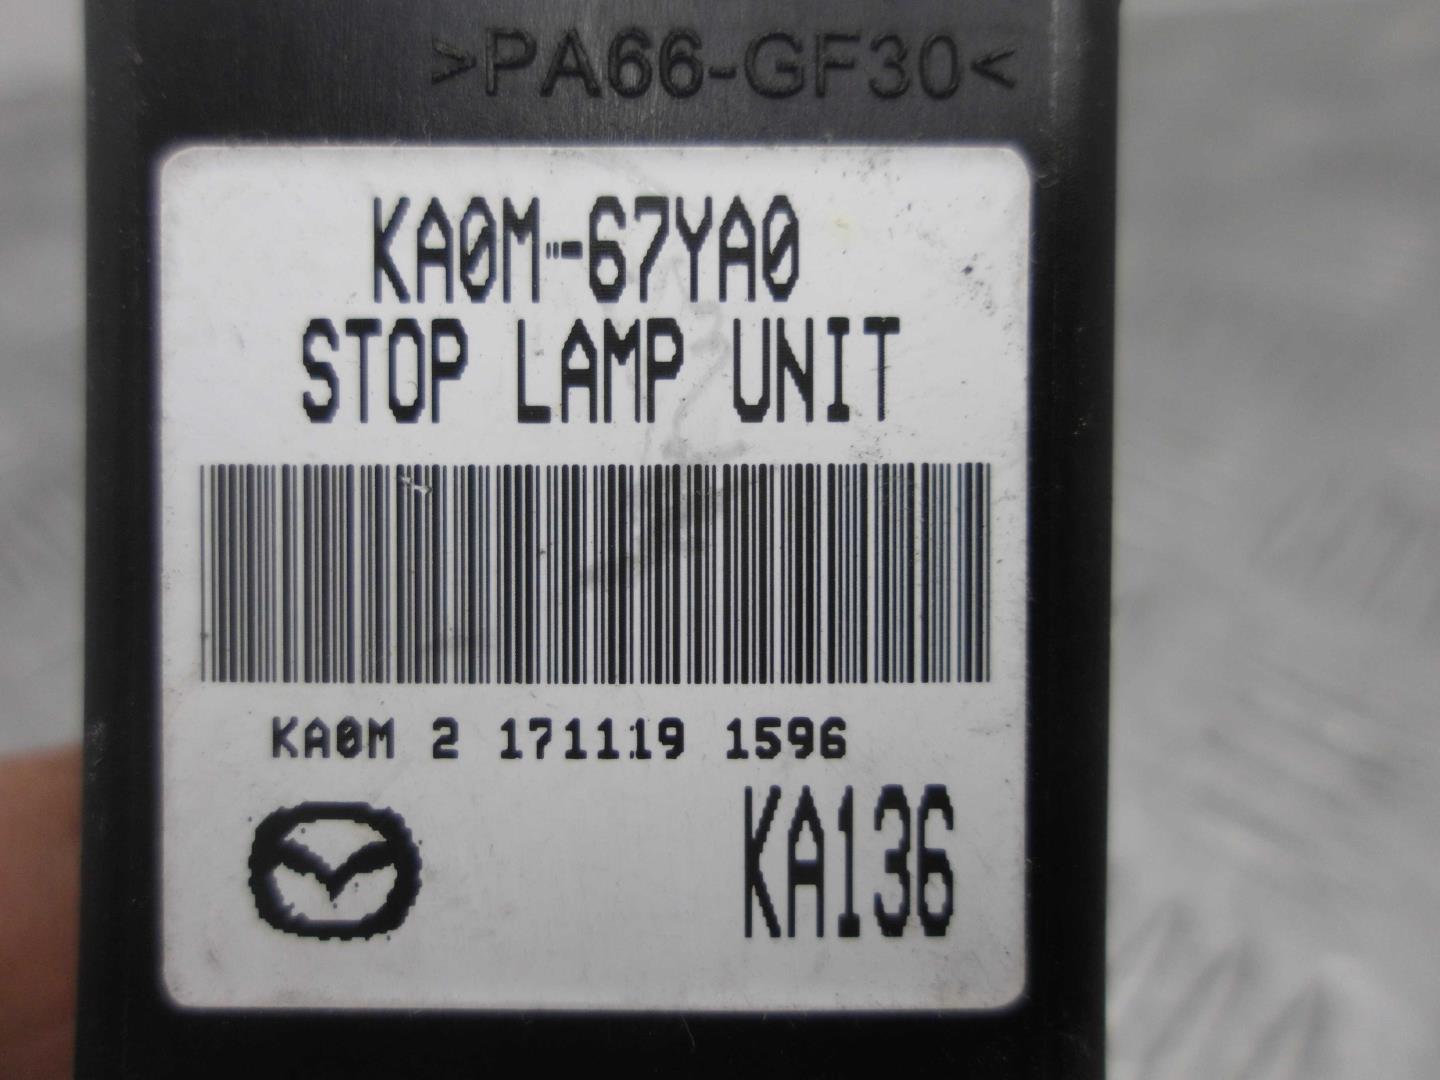 >PA66-GF30<
KA0M-67YA0
STOP LAMP UNIT
KA0M 2 171119 1596
KA136